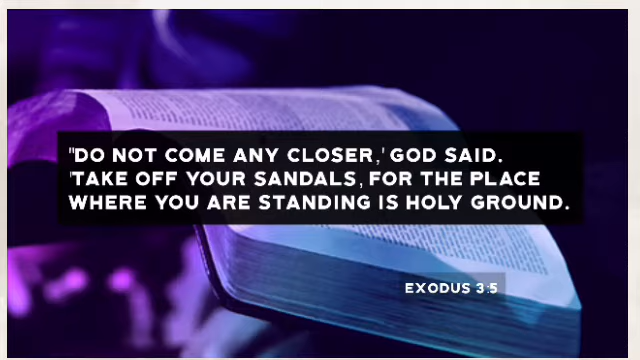 "DO NOT COME ANY CLOSER,' GOD SAID.
'TAKE OFF YOUR SANDALS, FOR THE PLACE
WHERE YOU ARE STANDING IS HOLY GROUND.
EXODUS 3:5